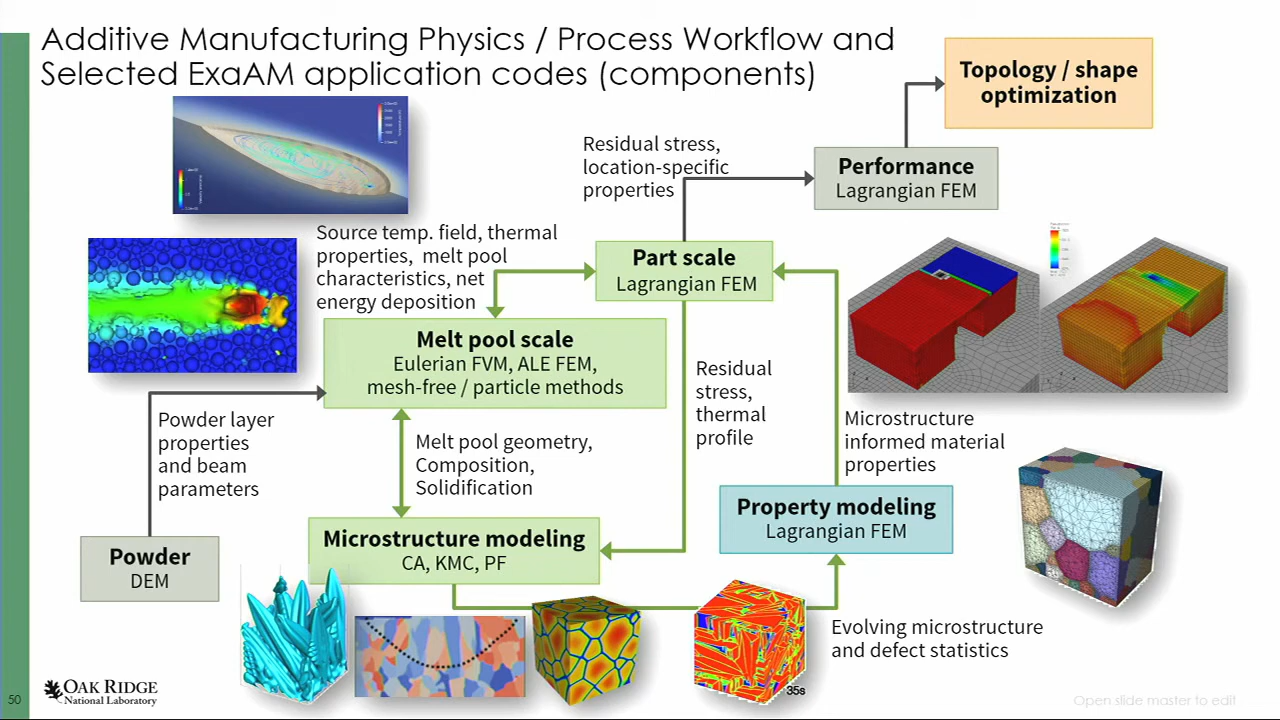 Additive Manufacturing Physics / Process Workflow and
Selected ExaAM application codes (components)
Topology / shape
optimization
Residual stress,
location-specific
properties
Performance
Lagrangian FEM
Source temp. field, thermal
properties, melt pool
characteristics, net
energy deposition
Part scale
Lagrangian FEM
Melt pool scale
Eulerian FVM, ALE FEM,
mesh-free / particle methods
Residual
stress,
thermal
profile
Powder layer
properties
and beam
parameters
Melt pool geometry,
Composition,
Solidification
Microstructure
informed material
properties
Property modeling
Lagrangian FEM
Microstructure modeling
CA, KMC, PF
Powder
DEM
Evolving microstructure
and defect statistics
35s
50
OAK RIDGE
National Laboratory
Open slide master to edit